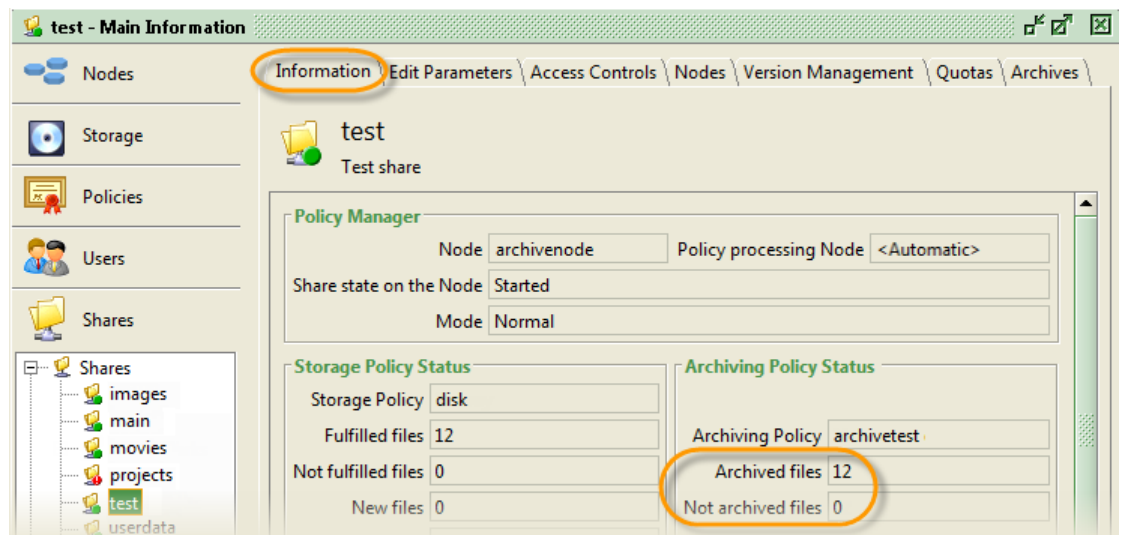 test - Main Information
Nodes
Storage
Policies
Users
Shares
Shares
images
main
movies
projects
test
userdata
Information Edit Parameters Access Controls Nodes Version Management Quotas Archives
test
Test share
Policy Manager
Node archivenode Policy processing Node <Automatic>
Share state on the Node Started
Mode Normal
Storage Policy Status
Storage Policy disk
Fulfilled files 12
Not fulfilled files 0
New files 0
Archiving Policy Status
Archiving Policy archivetest
Archived files 12
Not archived files 0